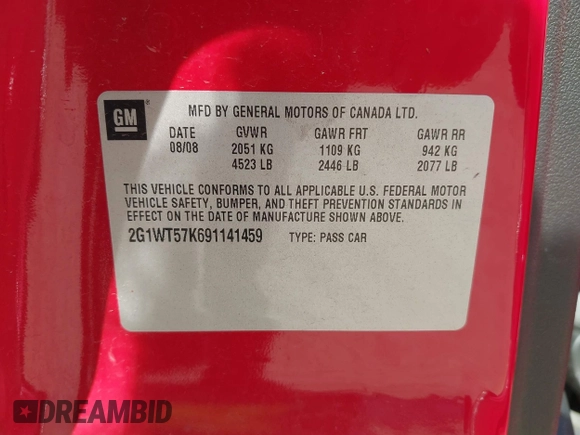 GM ®
MFD BY GENERAL MOTORS OF CANADA LTD.
DATE GVWR GAWR FRT GAWR RR
08/08 2051 KG 1109 KG 942 KG
4523 LB 2446 LB 2077 LB
THIS VEHICLE CONFORMS TO ALL APPLICABLE U.S. FEDERAL MOTOR
VEHICLE SAFETY, BUMPER, AND THEFT PREVENTION STANDARDS IN
EFFECT ON THE DATE OF MANUFACTURE SHOWN ABOVE.
2G1WT57K691141459 TYPE: PASS CAR
DREAMBID